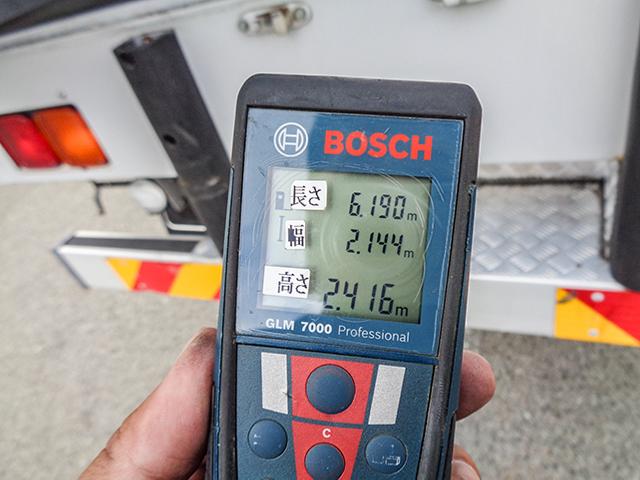 BOSCH
長さ 6.190m
幅 2.144m
高さ 2.416m
GLM 7000 Professional
C